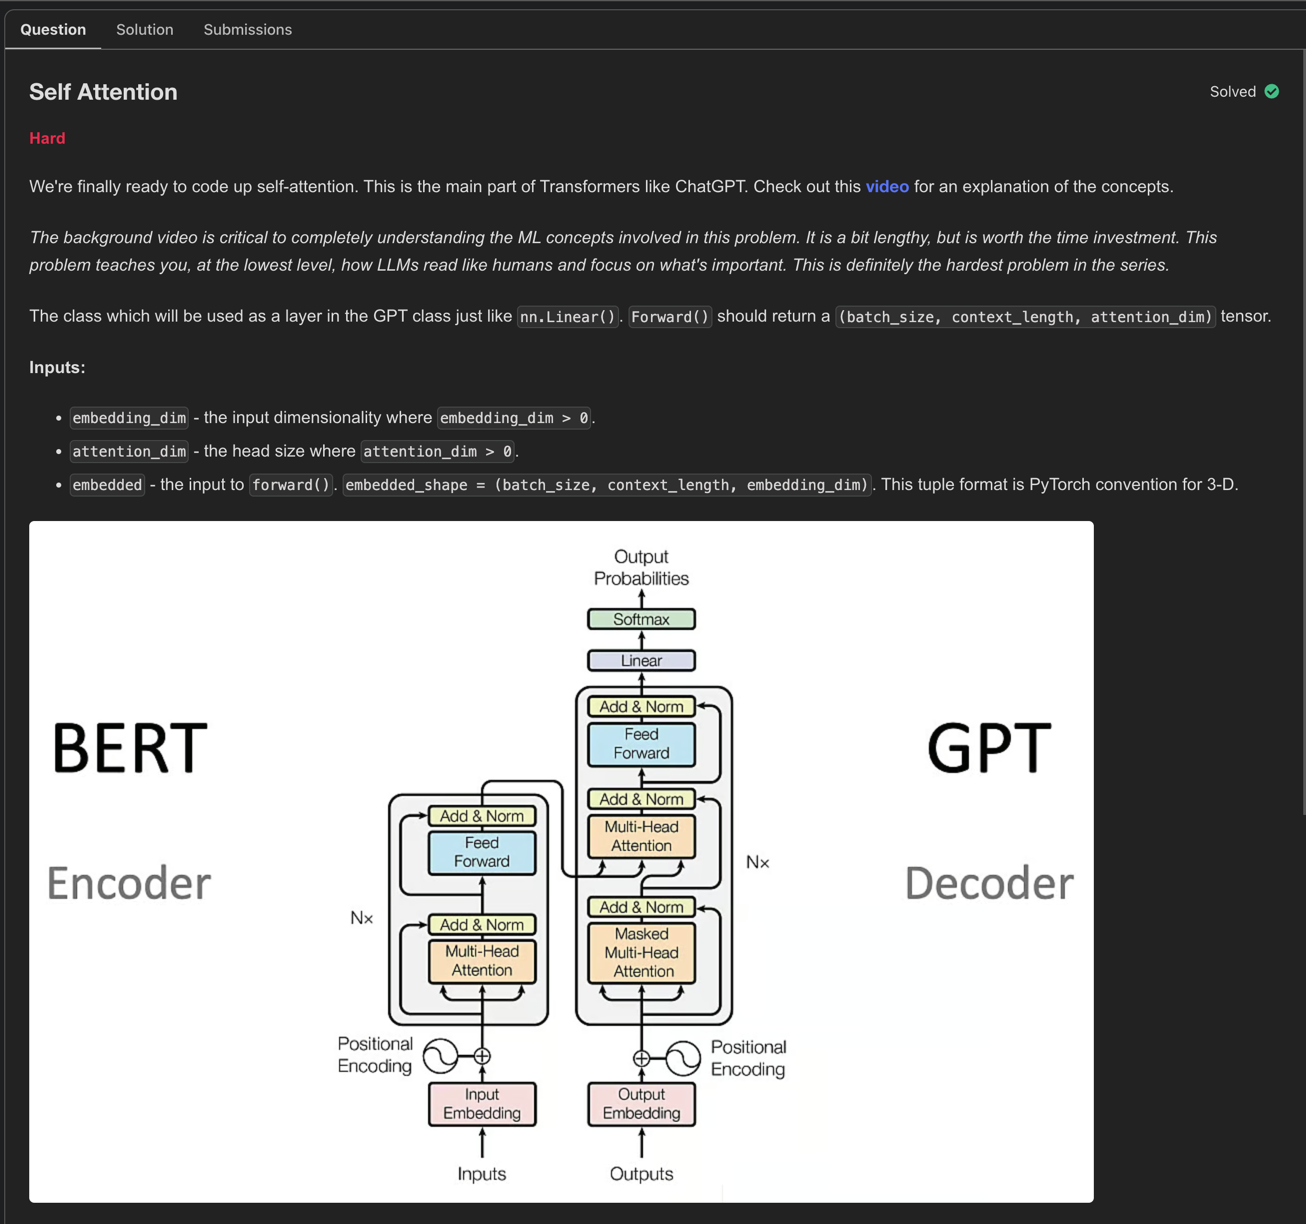 Question Solution Submissions
Self Attention
Solved
Hard
We're finally ready to code up self-attention. This is the main part of Transformers like ChatGPT. Check out this video for an explanation of the concepts.
The background video is critical to completely understanding the ML concepts involved in this problem. It is a bit lengthy, but is worth the time investment. This
problem teaches you, at the lowest level, how LLMs read like humans and focus on what's important. This is definitely the hardest problem in the series.
The class which will be used as a layer in the GPT class just like nn.Linear(). Forward() should return a (batch_size, context_length, attention_dim) tensor.
Inputs:
• embedding_dim - the input dimensionality where embedding_dim > 0.
• attention_dim - the head size where attention_dim > 0.
• embedded - the input to forward(). embedded_shape = (batch_size, context_length, embedding_dim). This tuple format is PyTorch convention for 3-D.
BERT
Encoder
Nx
Add & Norm
Feed
Forward
Add & Norm
Multi-Head
Attention
Positional
Encoding
Input
Embedding
Inputs
Output
Probabilities
Softmax
Linear
Add & Norm
Feed
Forward
Add & Norm
Multi-Head
Attention
Nx
Add & Norm
Masked
Multi-Head
Attention
Positional
Encoding
Output
Embedding
Outputs
GPT
Decoder